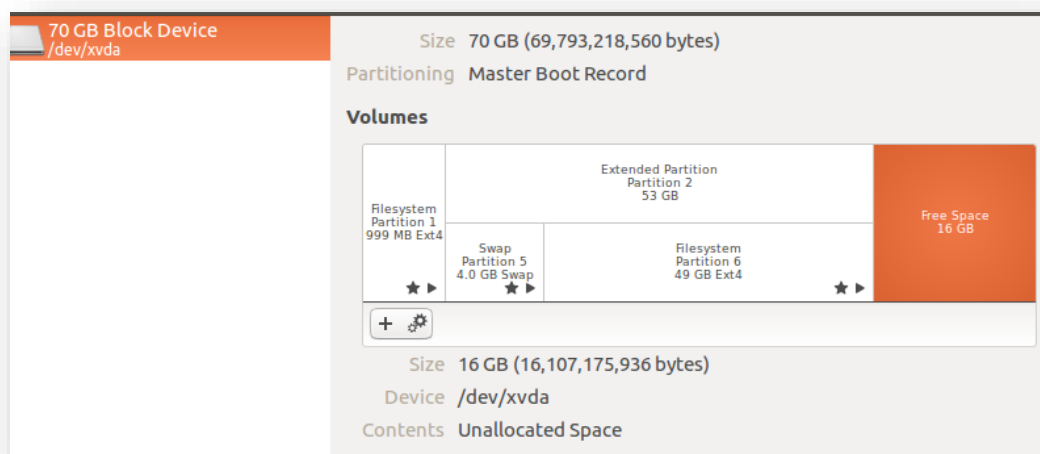 70 GB Block Device
/dev/xvda
Size 70 GB (69,793,218,560 bytes)
Partitioning Master Boot Record
Volumes
Filesystem
Partition 1
999 MB Ext4
Extended Partition
Partition 2
53 GB
Swap
Partition 5
4.0 GB Swap
Filesystem
Partition 6
49 GB Ext4
Free Space
16 GB
Size 16 GB (16,107,175,936 bytes)
Device /dev/xvda
Contents Unallocated Space